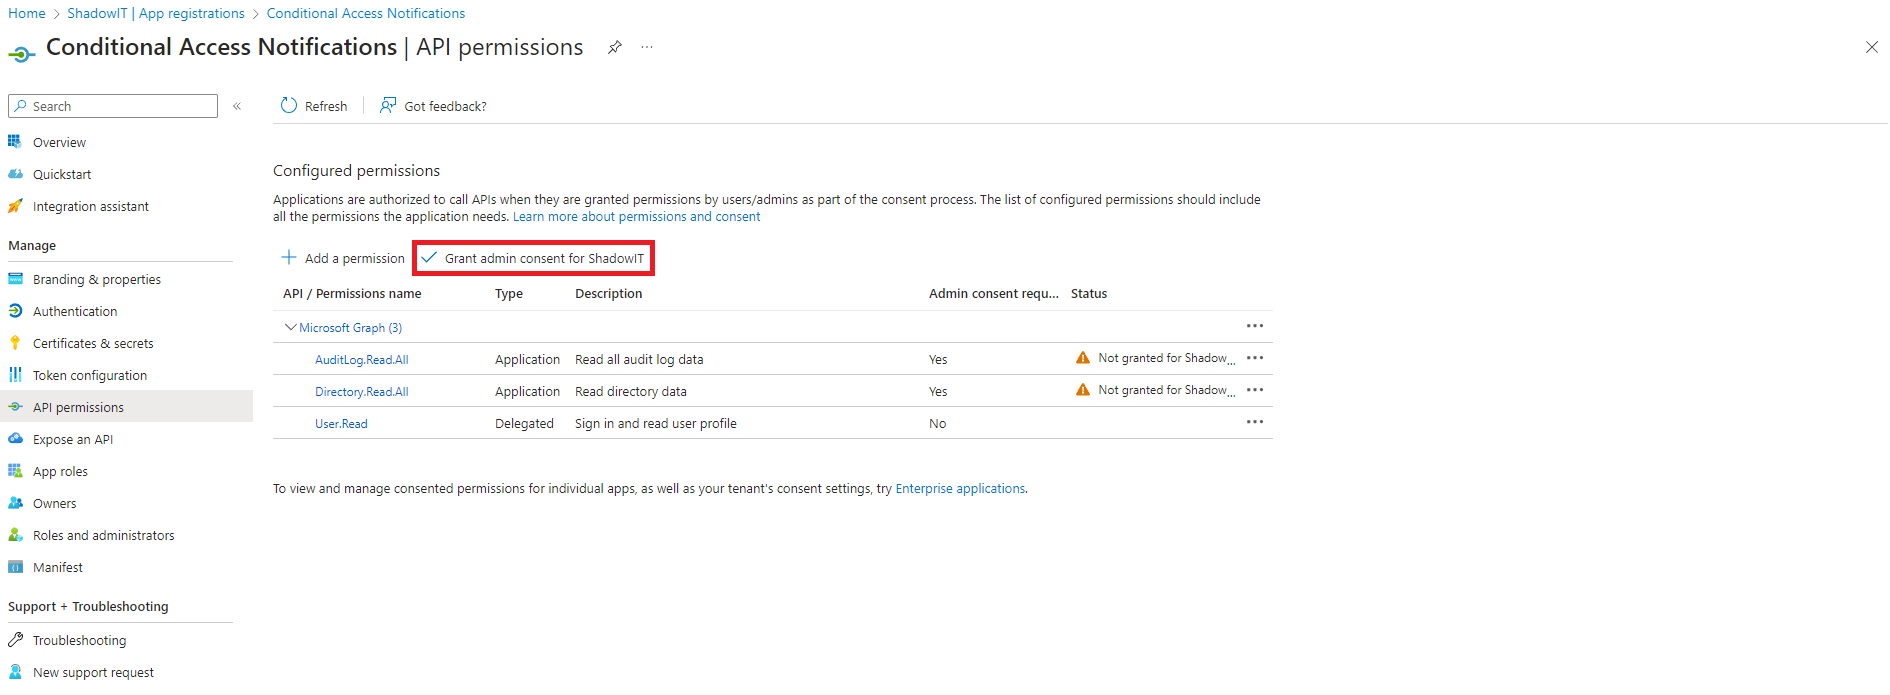 Home > ShadowIT | App registrations > Conditional Access Notifications
Conditional Access Notifications | API permissions
Search
Refresh
Got feedback?
Overview
Quickstart
Integration assistant
Manage
Branding & properties
Authentication
Certificates & secrets
Token configuration
API permissions
Expose an API
App roles
Owners
Roles and administrators
Manifest
Support + Troubleshooting
Troubleshooting
New support request
Configured permissions
Applications are authorized to call APIs when they are granted permissions by users/admins as part of the consent process. The list of configured permissions should include
all the permissions the application needs. Learn more about permissions and consent
Add a permission
Grant admin consent for ShadowIT
API / Permissions name Type Description Admin consent requ... Status
Microsoft Graph (3)
AuditLog.Read.All Application Read all audit log data Yes Not granted for Shadow...
Directory.Read.All Application Read directory data Yes Not granted for Shadow...
User.Read Delegated Sign in and read user profile No
To view and manage consented permissions for individual apps, as well as your tenant's consent settings, try Enterprise applications.